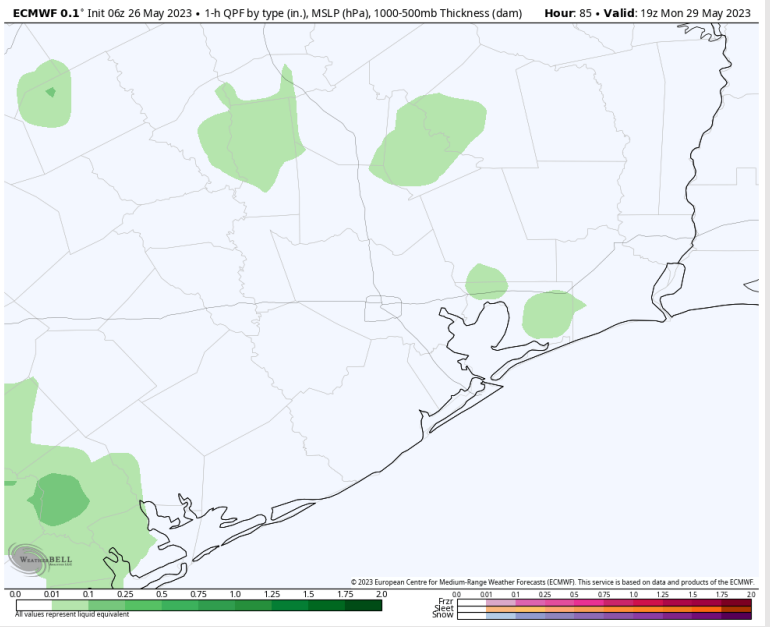 ECMWF 0.1° Init 06z 26 May 2023 • 1-h QPF by type (in.), MSLP (hPa), 1000-500mb Thickness (dam) Hour: 85 • Valid: 19z Mon 29 May 2023
WEATHERBELL
© 2023 European Centre for Medium-Range Weather Forecasts (ECMWF). This service is based on data and products of the ECMWF.
0.0 0.01 0.1 0.25 0.5 0.75 1.0 1.25 1.5 1.75 2.0 0.0 0.01 0.1 0.25 0.5 0.75 1.0 1.25 1.5 1.75 2.0
Frzr
Sleet
Snow
All values represent liquid equivalent